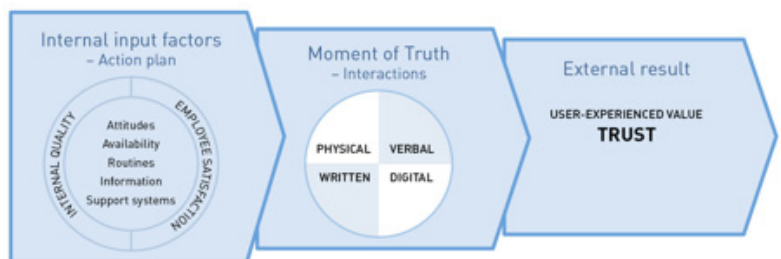 Internal input factors
– Action plan
INTERNAL QUALITY
EMPLOYEE SATISFACTION
Attitudes
Availability
Routines
Information
Support systems
Moment of Truth
– Interactions
PHYSICAL
VERBAL
WRITTEN
DIGITAL
External result
USER-EXPERIENCED VALUE
TRUST